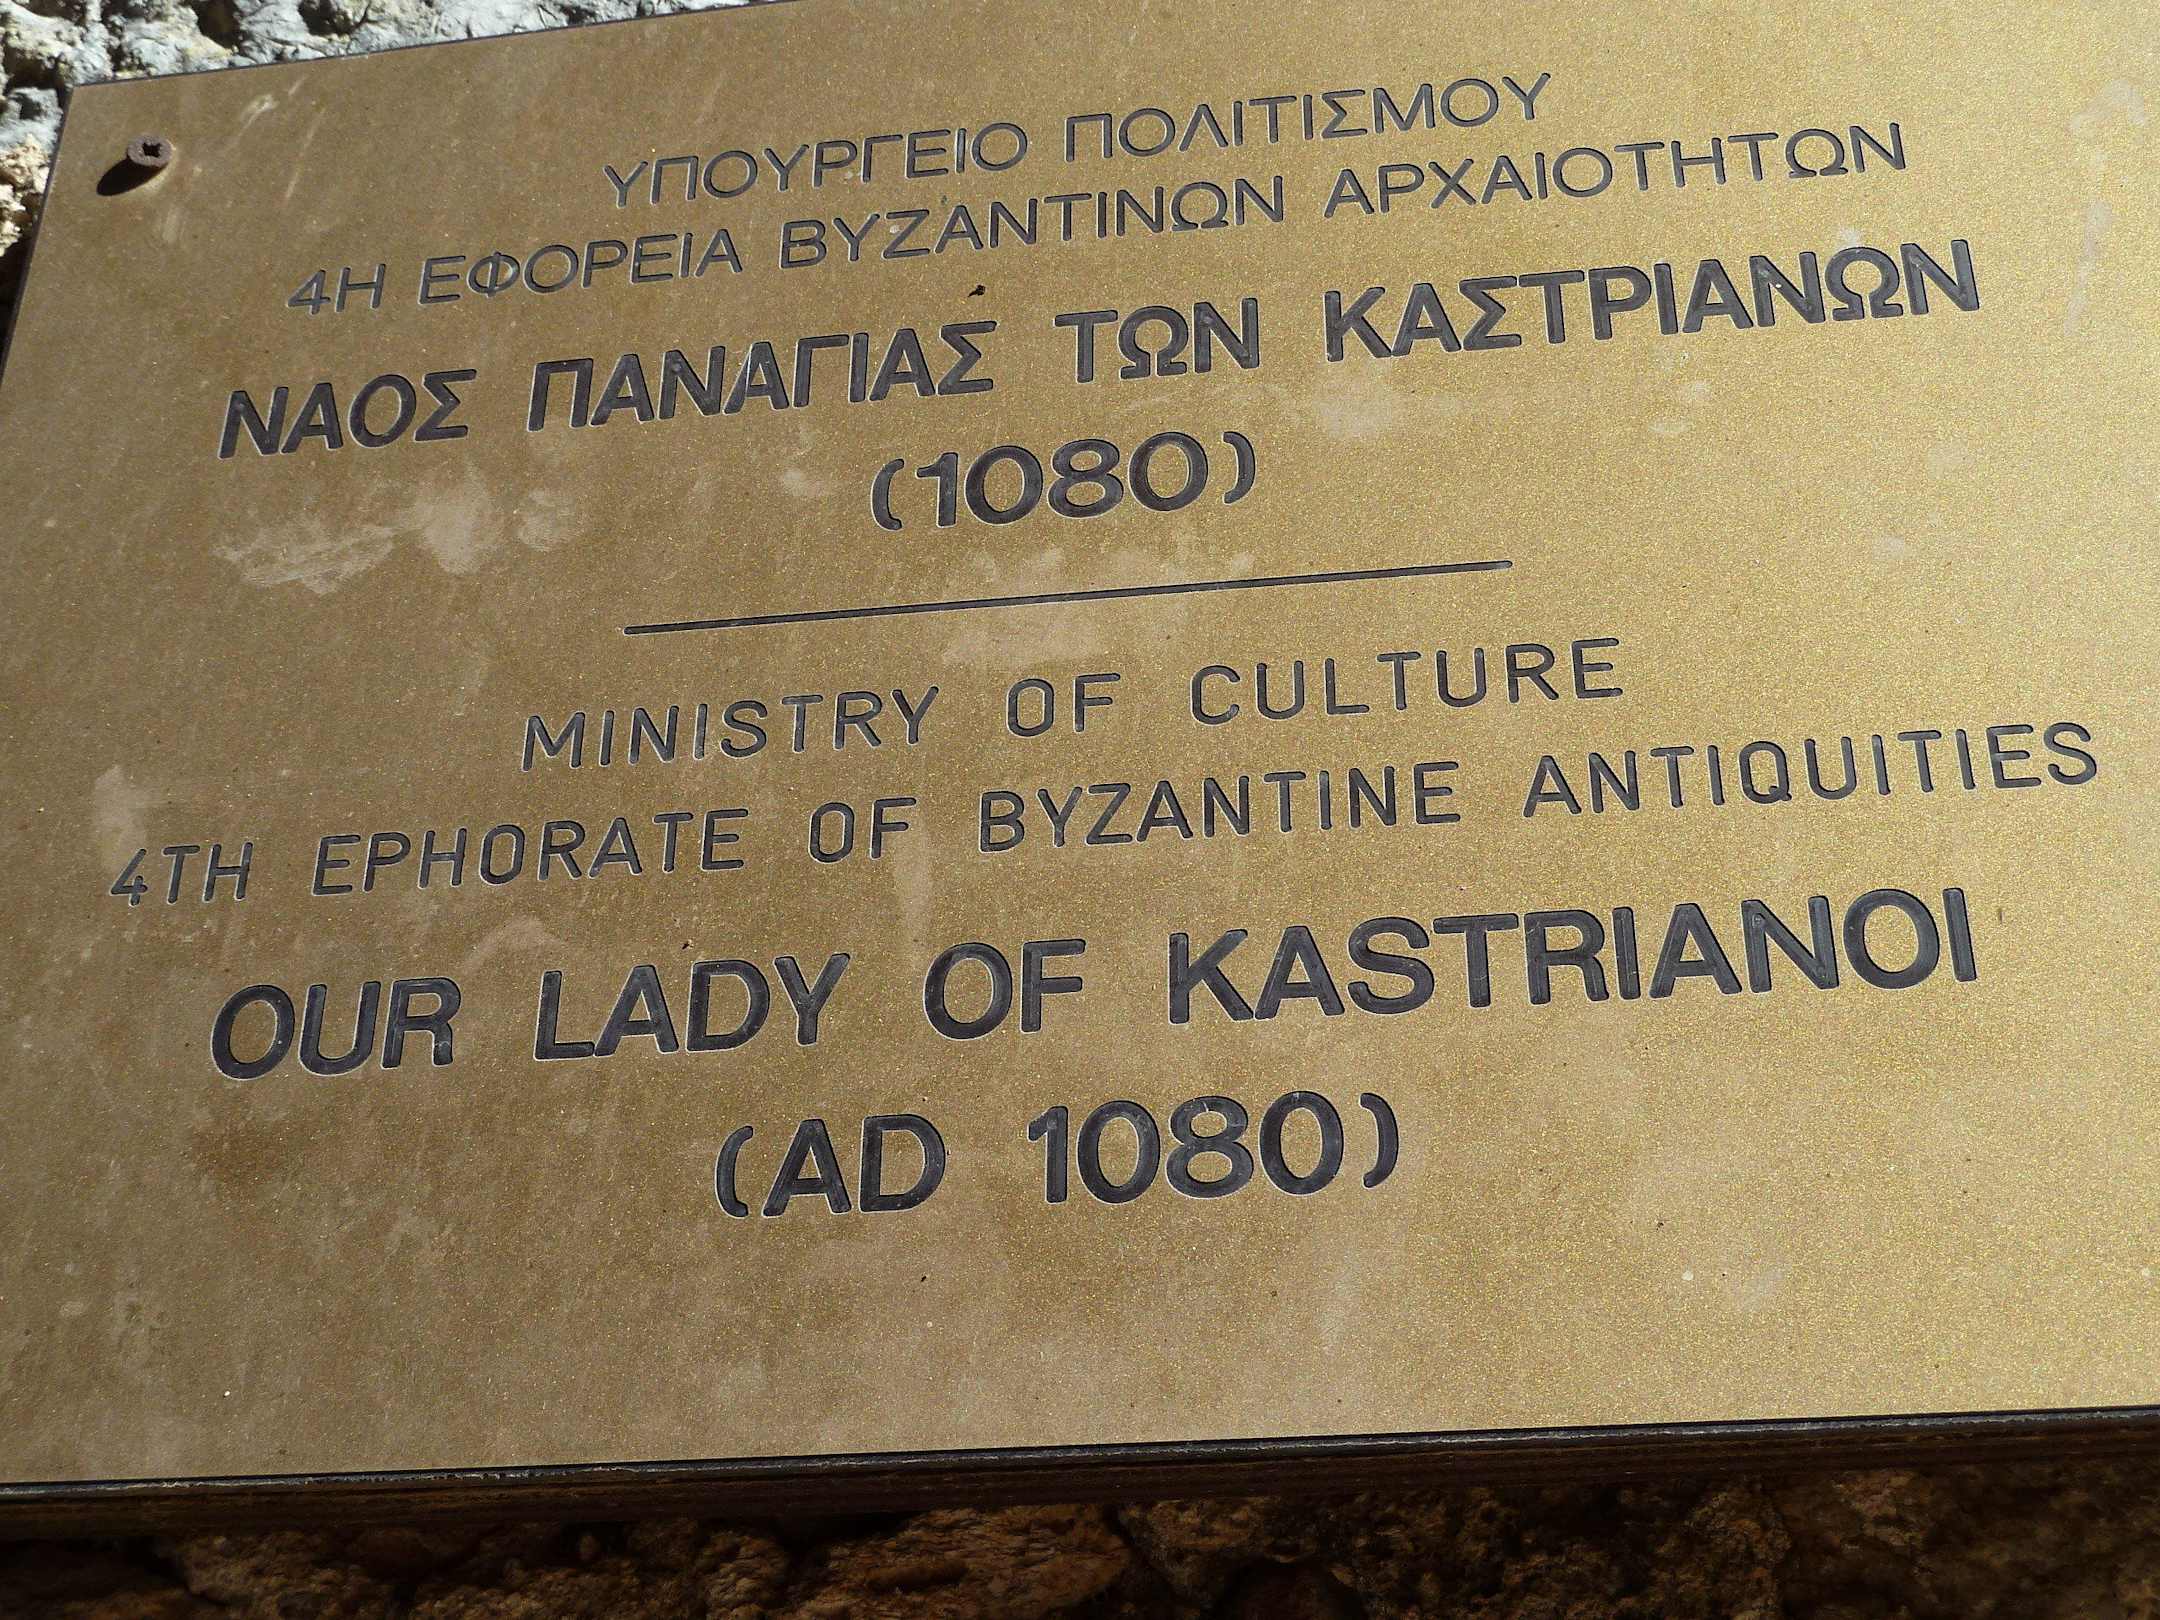 ΥΠΟΥΡΓΕΙΟ ΠΟΛΙΤΙΣΜΟΥ
4Η ΕΦΟΡΕΙΑ ΒΥΖΑΝΤΙΝΩΝ ΑΡΧΑΙΟΤΗΤΩΝ
ΝΑΟΣ ΠΑΝΑΓΙΑΣ ΤΩΝ ΚΑΣΤΡΙΑΝΩΝ
(1080)
MINISTRY OF CULTURE
4TH EPHORATE OF BYZANTINE ANTIQUITIES
OUR LADY OF KASTRIANOI
(AD 1080)